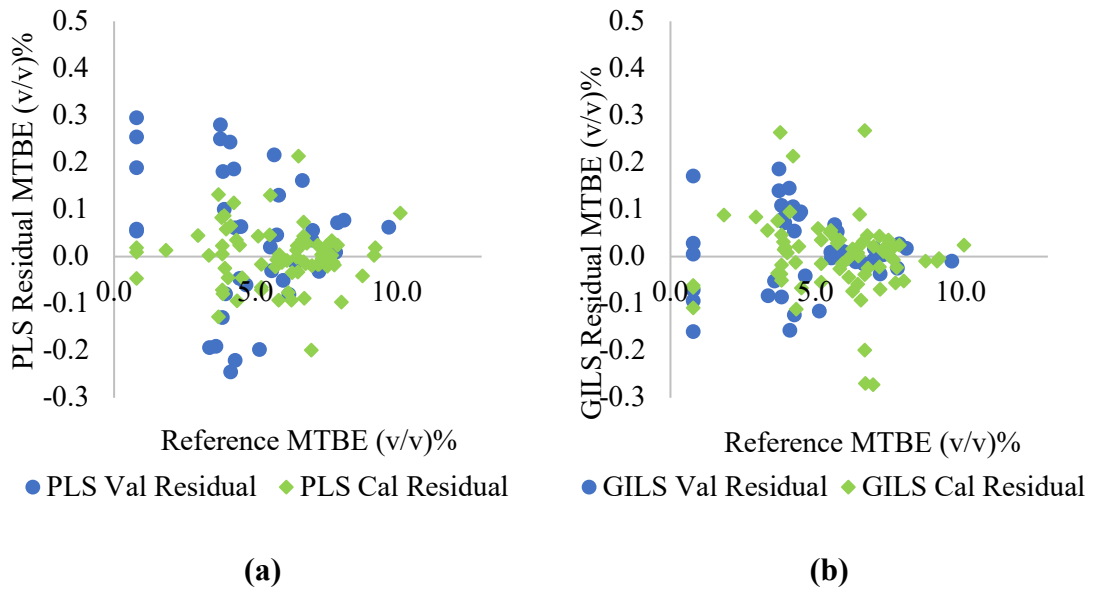 PLS Residual MTBE (v/v)%
0.5
0.4
0.3
0.2
0.1
0.0
-0.1
-0.2
-0.3
0.0 5.0 10.0
Reference MTBE (v/v)%
PLS Val Residual PLS Cal Residual
(a)
GILS Residual MTBE (v/v)%
0.5
0.4
0.3
0.2
0.1
0.0
-0.1
-0.2
-0.3
0.0 5.0 10.0
Reference MTBE (v/v)%
GILS Val Residual GILS Cal Residual
(b)